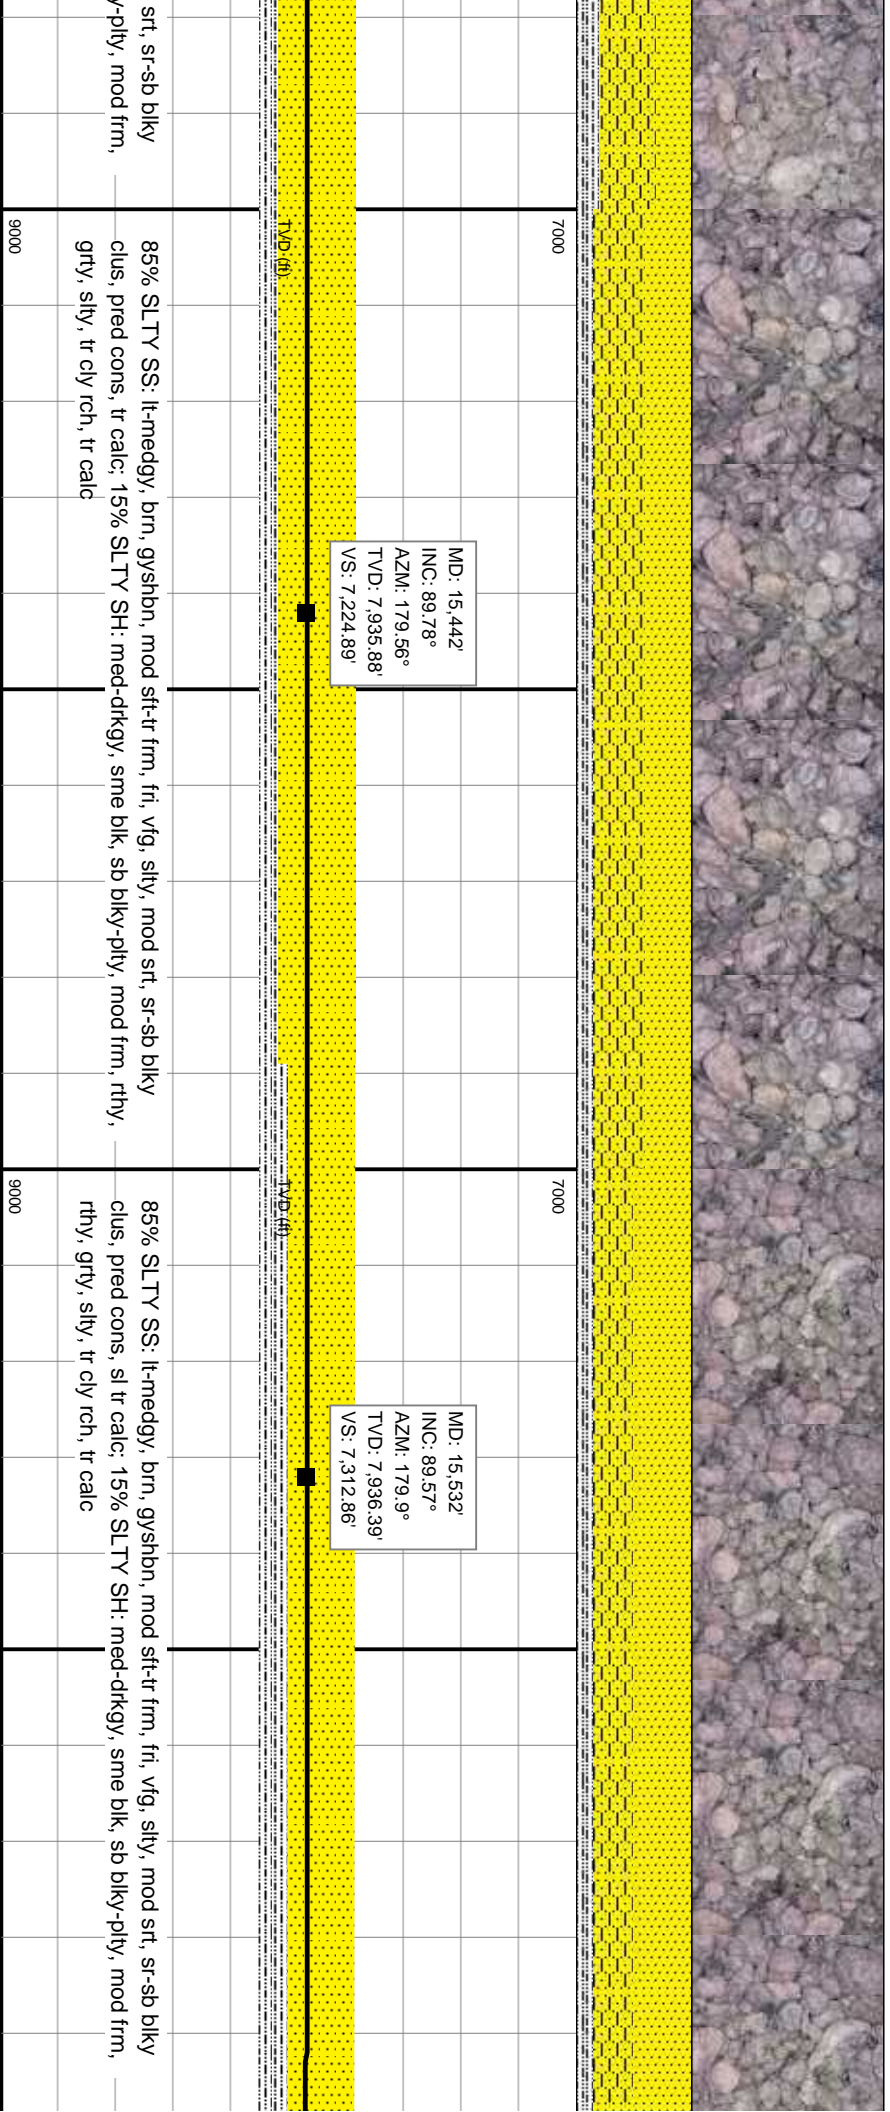 srt, sr-sb blky
y-plty, mod frm,
7000
TVD (ft)
9000
MD: 15,442'
INC: 89.78°
AZM: 179.56°
TVD: 7,935.88'
VS: 7,224.89'
85% SLTY SS: lt-medgy, brn, gyshbn, mod sft-tr frm, fri, vfg, slty, mod srt, sr-sb blky
clus, pred cons, tr calc; 15% SLTY SH: med-drkgy, sme blk, sb blky-plty, mod frm, rthy,
grty, slty, tr cly rch, tr calc
7000
TVD (ft)
9000
MD: 15,532'
INC: 89.57°
AZM: 179.9°
TVD: 7,936.39'
VS: 7,312.86'
85% SLTY SS: lt-medgy, brn, gyshbn, mod sft-tr frm, fri, vfg, slty, mod srt, sr-sb blky
clus, pred cons, sl tr calc; 15% SLTY SH: med-drkgy, sme blk, sb blky-plty, mod frm,
rthy, grty, slty, tr cly rch, tr calc